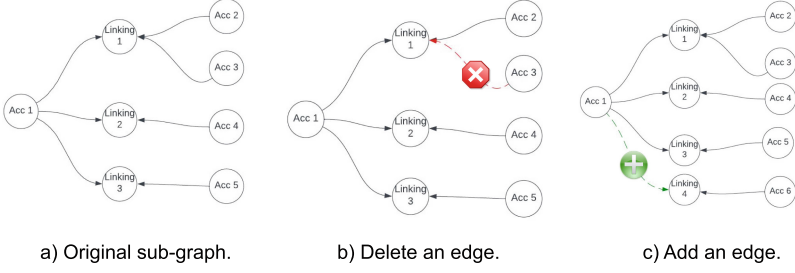 Acc 1
Linking
1
Linking
2
Linking
3
Acc 2
Acc 3
Acc 4
Acc 5
a) Original sub-graph.
Acc 1
Linking
1
Linking
2
Linking
3
Acc 2
Acc 3
Acc 4
Acc 5
b) Delete an edge.
Acc 1
Linking
1
Linking
2
Linking
3
Linking
4
Acc 2
Acc 3
Acc 4
Acc 5
Acc 6
c) Add an edge.